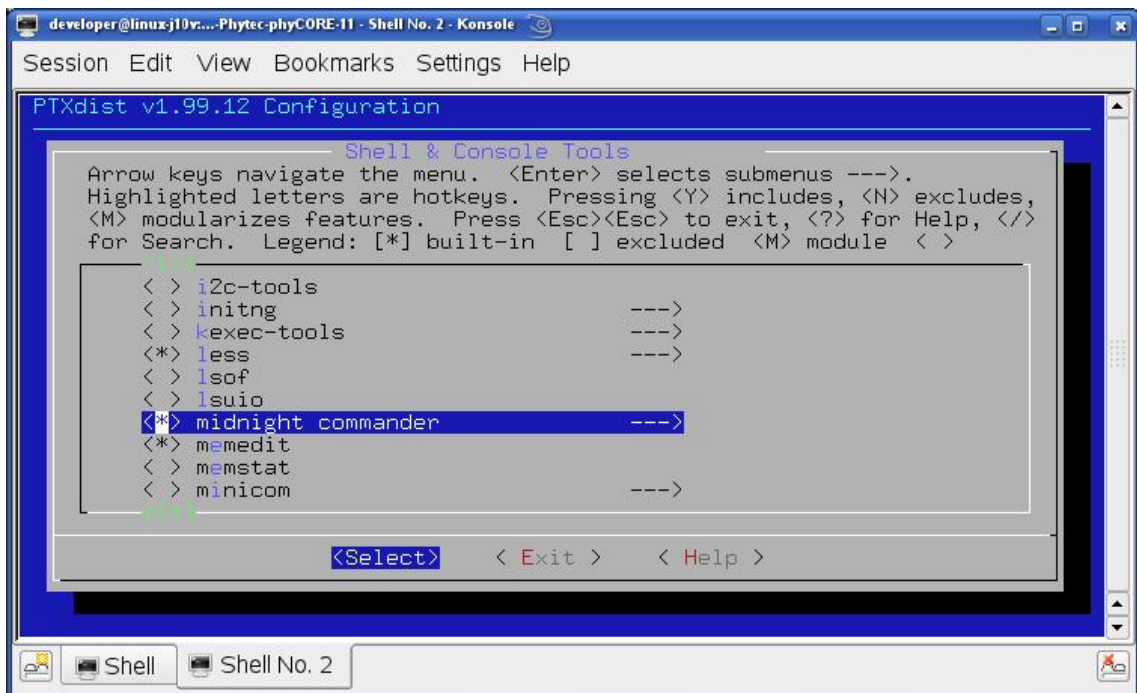 developer@linux-j10v:...-Phytec-phyCORE-11 - Shell No. 2 - Konsole
Session Edit View Bookmarks Settings Help
PTXdist v1.99.12 Configuration
Shell & Console Tools
Arrow keys navigate the menu. <Enter> selects submenus --->.
Highlighted letters are hotkeys. Pressing <Y> includes, <N> excludes,
<M> modularizes features. Press <Esc><Esc> to exit, <?> for Help, </>
for Search. Legend: [*] built-in [ ] excluded <M> module < >
< > i2c-tools
< > initng --->
< > kexec-tools --->
<*> less --->
< > lsof
< > lsuio
<*> midnight commander --->
<*> memedit
< > memstat
< > minicom --->
<Select> < Exit > < Help >
Shell Shell No. 2